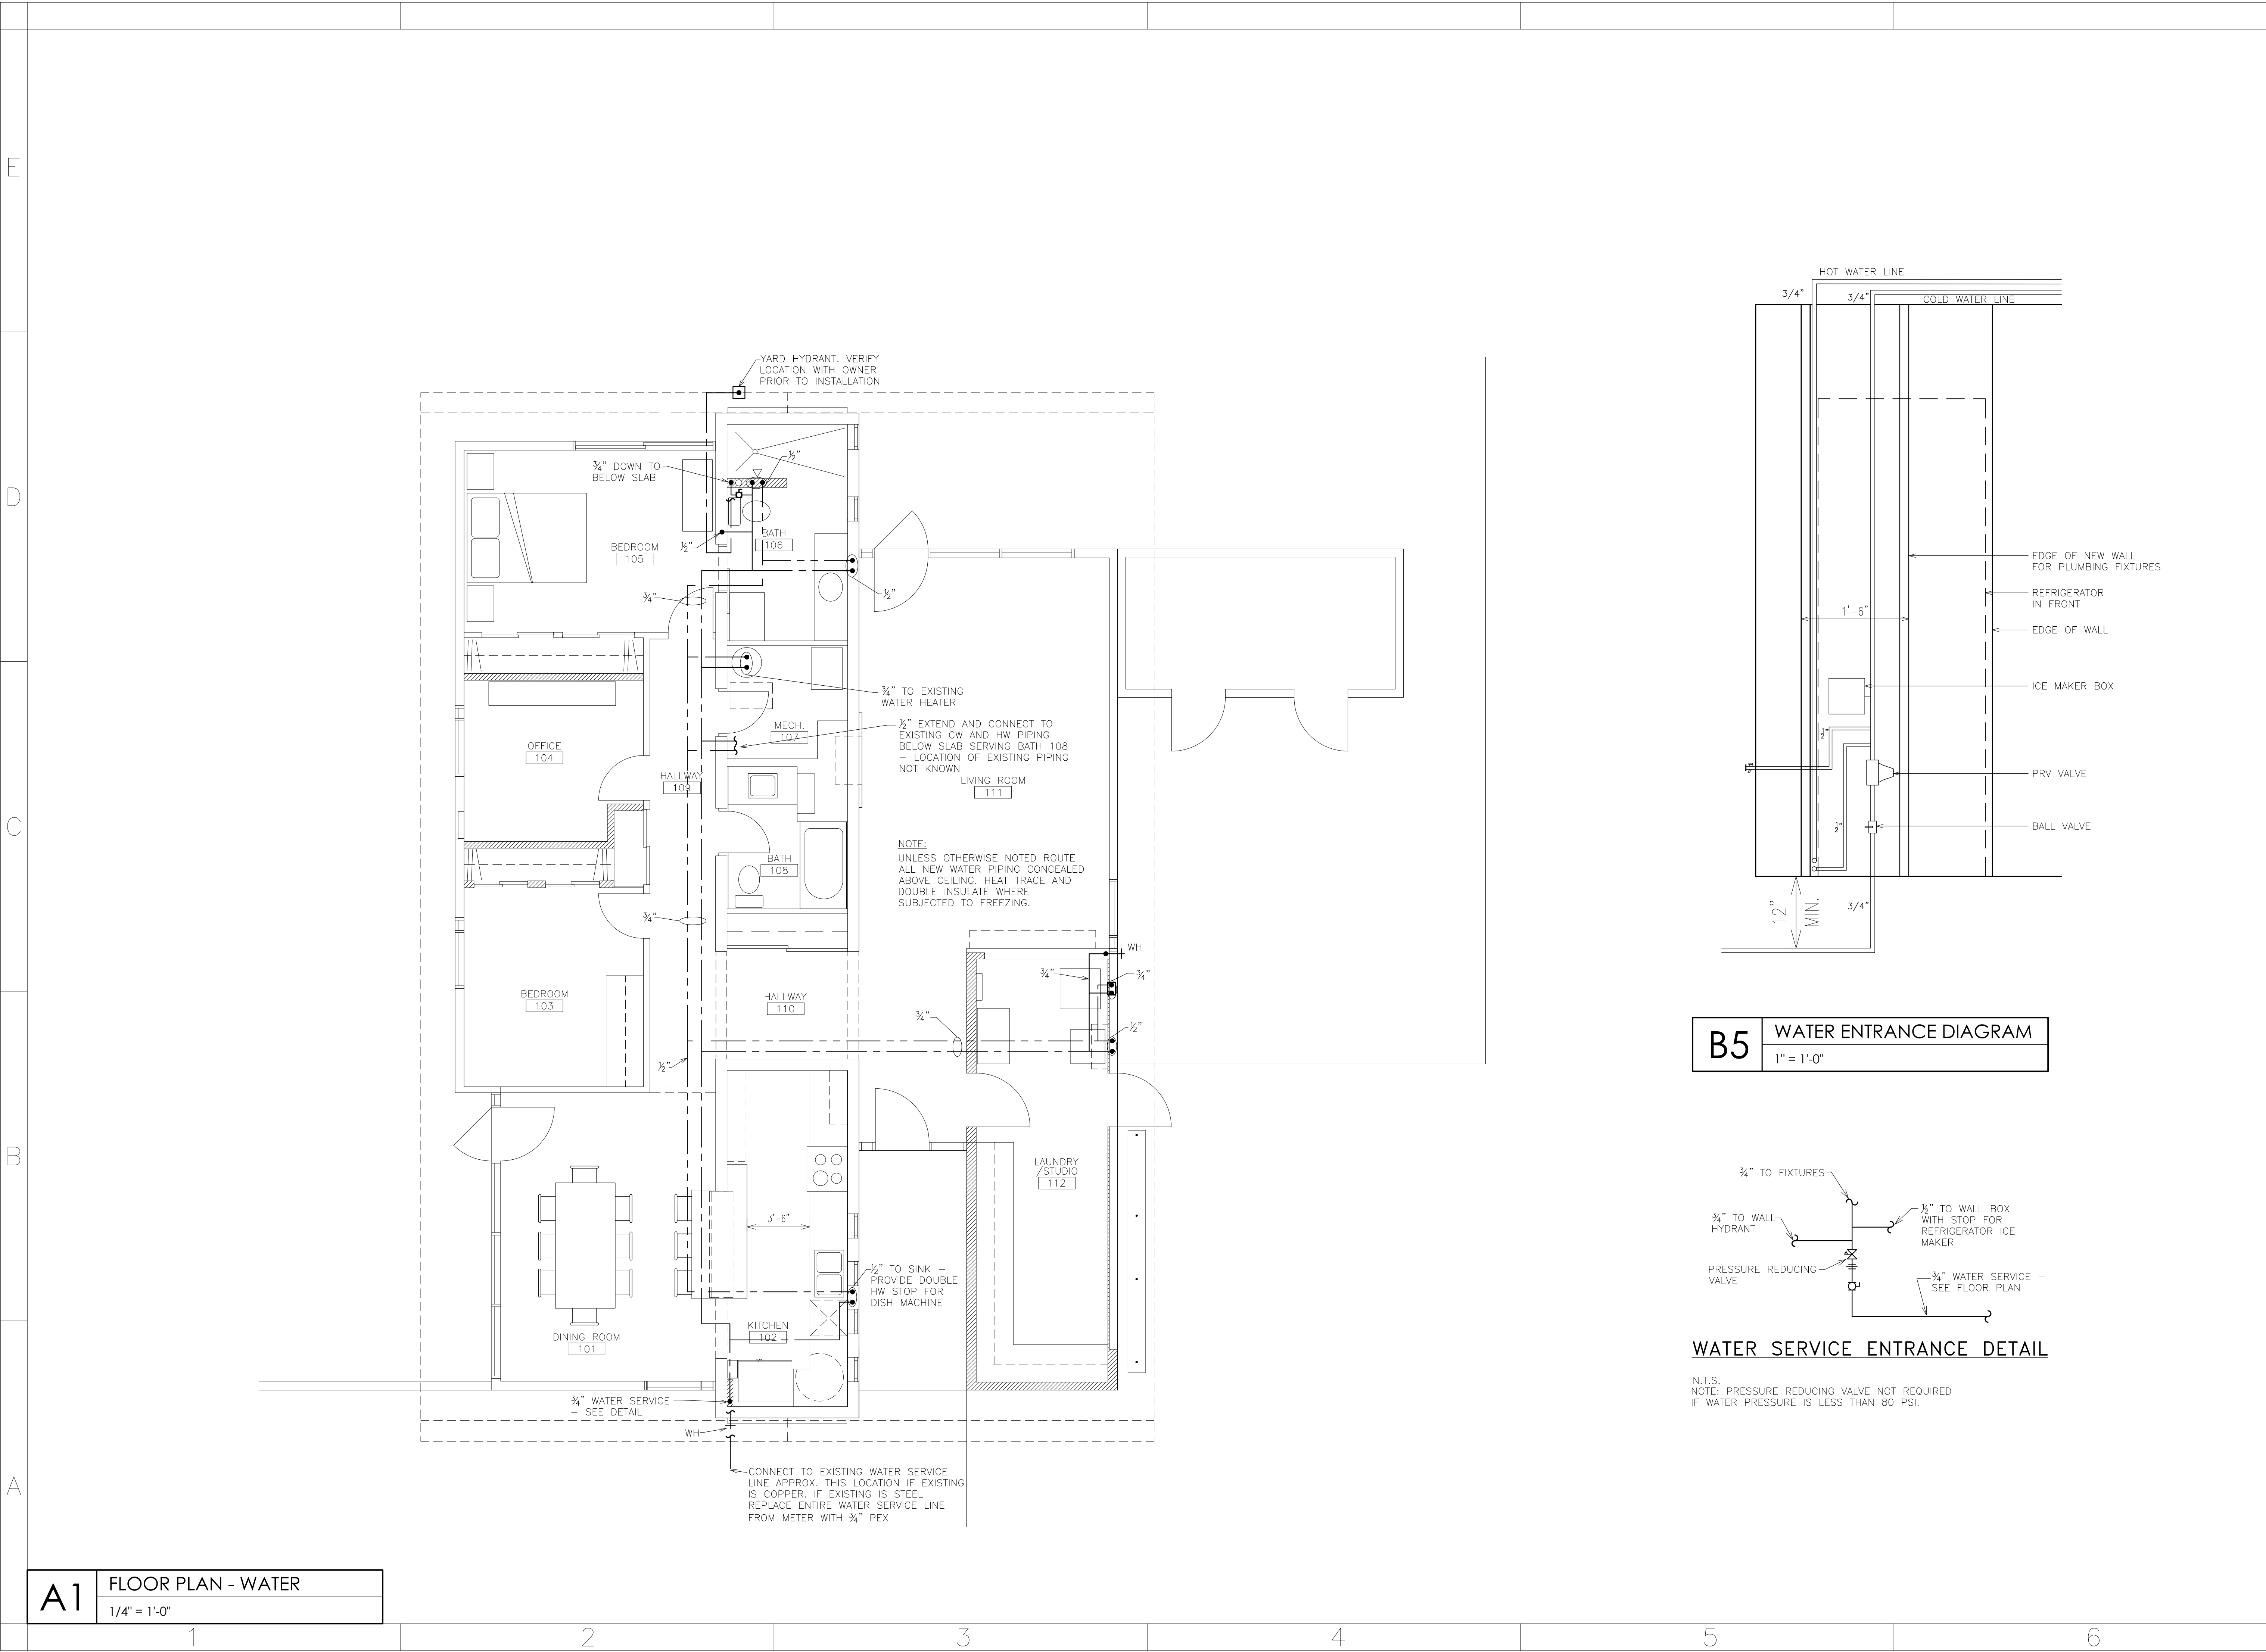 E
D
C
B
A
YARD HYDRANT. VERIFY
LOCATION WITH OWNER
PRIOR TO INSTALLATION
¾" DOWN TO
BELOW SLAB
½"
BEDROOM
105
½"
BATH
106
½"
¾"
¾" TO EXISTING
WATER HEATER
½" EXTEND AND CONNECT TO
EXISTING CW AND HW PIPING
BELOW SLAB SERVING BATH 108
– LOCATION OF EXISTING PIPING
NOT KNOWN
MECH.
107
OFFICE
104
HALLWAY
109
LIVING ROOM
111
NOTE:
UNLESS OTHERWISE NOTED ROUTE
ALL NEW WATER PIPING CONCEALED
ABOVE CEILING. HEAT TRACE AND
DOUBLE INSULATE WHERE
SUBJECTED TO FREEZING.
BATH
108
¾"
WH
¾"
¾"
BEDROOM
103
HALLWAY
110
¾"
½"
½"
LAUNDRY
/STUDIO
112
3'-6"
½" TO SINK –
PROVIDE DOUBLE
HW STOP FOR
DISH MACHINE
DINING ROOM
101
KITCHEN
102
¾" WATER SERVICE
– SEE DETAIL
WH
CONNECT TO EXISTING WATER SERVICE
LINE APPROX. THIS LOCATION IF EXISTING
IS COPPER. IF EXISTING IS STEEL
REPLACE ENTIRE WATER SERVICE LINE
FROM METER WITH ¾" PEX
HOT WATER LINE
3/4"
3/4"
COLD WATER LINE
EDGE OF NEW WALL
FOR PLUMBING FIXTURES
REFRIGERATOR
IN FRONT
1'-6"
EDGE OF WALL
ICE MAKER BOX
½"
½"
PRV VALVE
½"
BALL VALVE
12"
MIN.
3/4"
B5
WATER ENTRANCE DIAGRAM
1" = 1'-0"
¾" TO FIXTURES
¾" TO WALL
HYDRANT
½" TO WALL BOX
WITH STOP FOR
REFRIGERATOR ICE
MAKER
PRESSURE REDUCING
VALVE
¾" WATER SERVICE –
SEE FLOOR PLAN
WATER SERVICE ENTRANCE DETAIL
N.T.S.
NOTE: PRESSURE REDUCING VALVE NOT REQUIRED
IF WATER PRESSURE IS LESS THAN 80 PSI.
A1
FLOOR PLAN - WATER
1/4" = 1'-0"
1
2
3
4
5
6